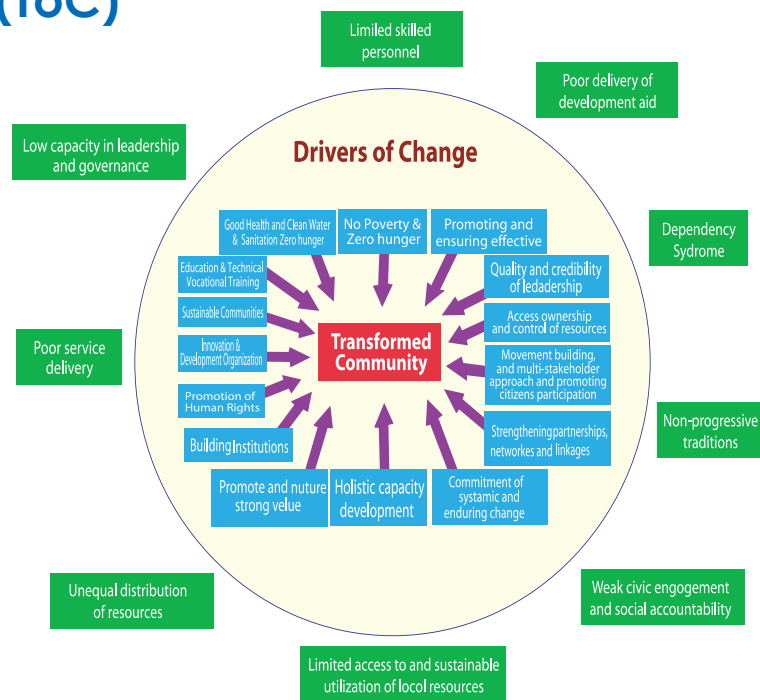 (ToC)
Limiled skilled
personnel
Poor delivery of
development aid
Low capacity in leadership
and governance
Drivers of Change
Good Health and Clean Water
& Sanitation Zero hunger
No Poverty &
Zero hunger
Promoting and
ensuring effective
Dependency
Sydrome
Education & Technical
Vocational Training
Quality and credibility
of ledadership
Sustainable Communities
Access ownership
and control of resources
Transformed
Community
Poor service
delivery
Innovation &
Development Organization
Movement building,
and multi-stakeholder
approach and promoting
citizens participation
Promotion of
Human Rights
Non-progressive
traditions
Building Institutions
Strengtheningpartnerships,
networkes and linkages
Promote and nuture
strong velue
Holistic capacity
development
Commitment of
systamic and
enduring change
Unequal distribution
of resources
Weak civic engogement
and social accountability
Limited access to and sustainable
utilization of locol resources